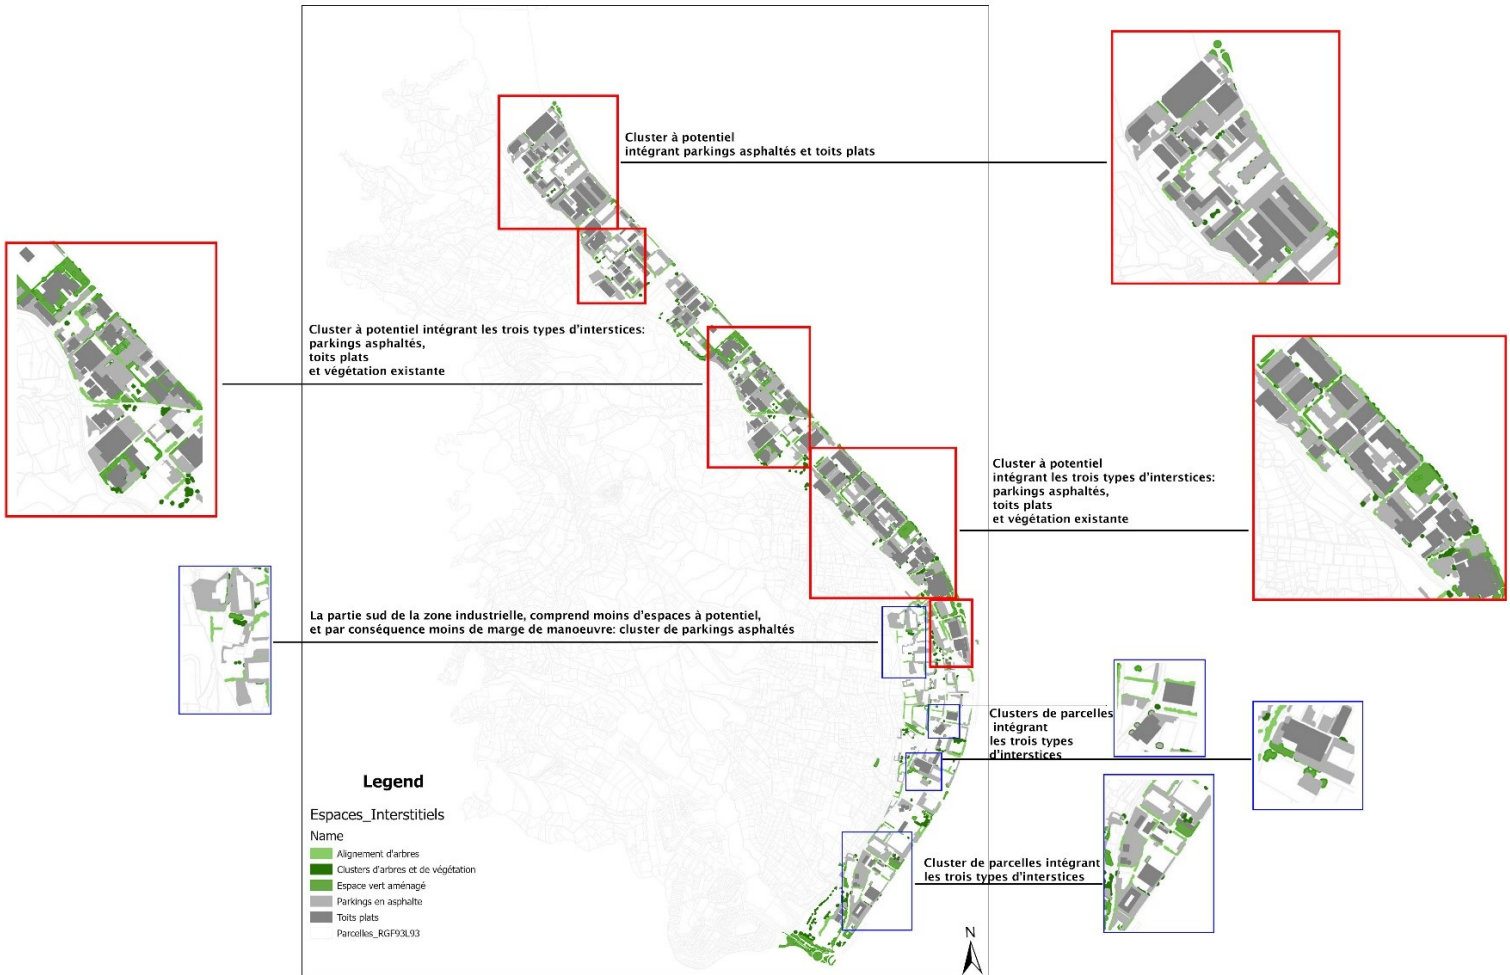 Cluster à potentiel
intégrant parkings asphaltés et toits plats
Cluster à potentiel intégrant les trois types d'interstices:
parkings asphaltés,
toits plats
et végétation existante
Cluster à potentiel
intégrant les trois types d'interstices:
parkings asphaltés,
toits plats
et végétation existante
La partie sud de la zone industrielle, comprend moins d'espaces à potentiel,
et par conséquence moins de marge de manoeuvre: cluster de parkings asphaltés
Clusters de parcelles
intégrant
les trois types
d'interstices
Cluster de parcelles intégrant
les trois types d'interstices
Legend
Espaces_Interstitiels
Name
Alignement d'arbres
Clusters d'arbres et de végétation
Espace vert aménagé
Parkings en asphalte
Toits plats
Parcelles_RGF93L93
N